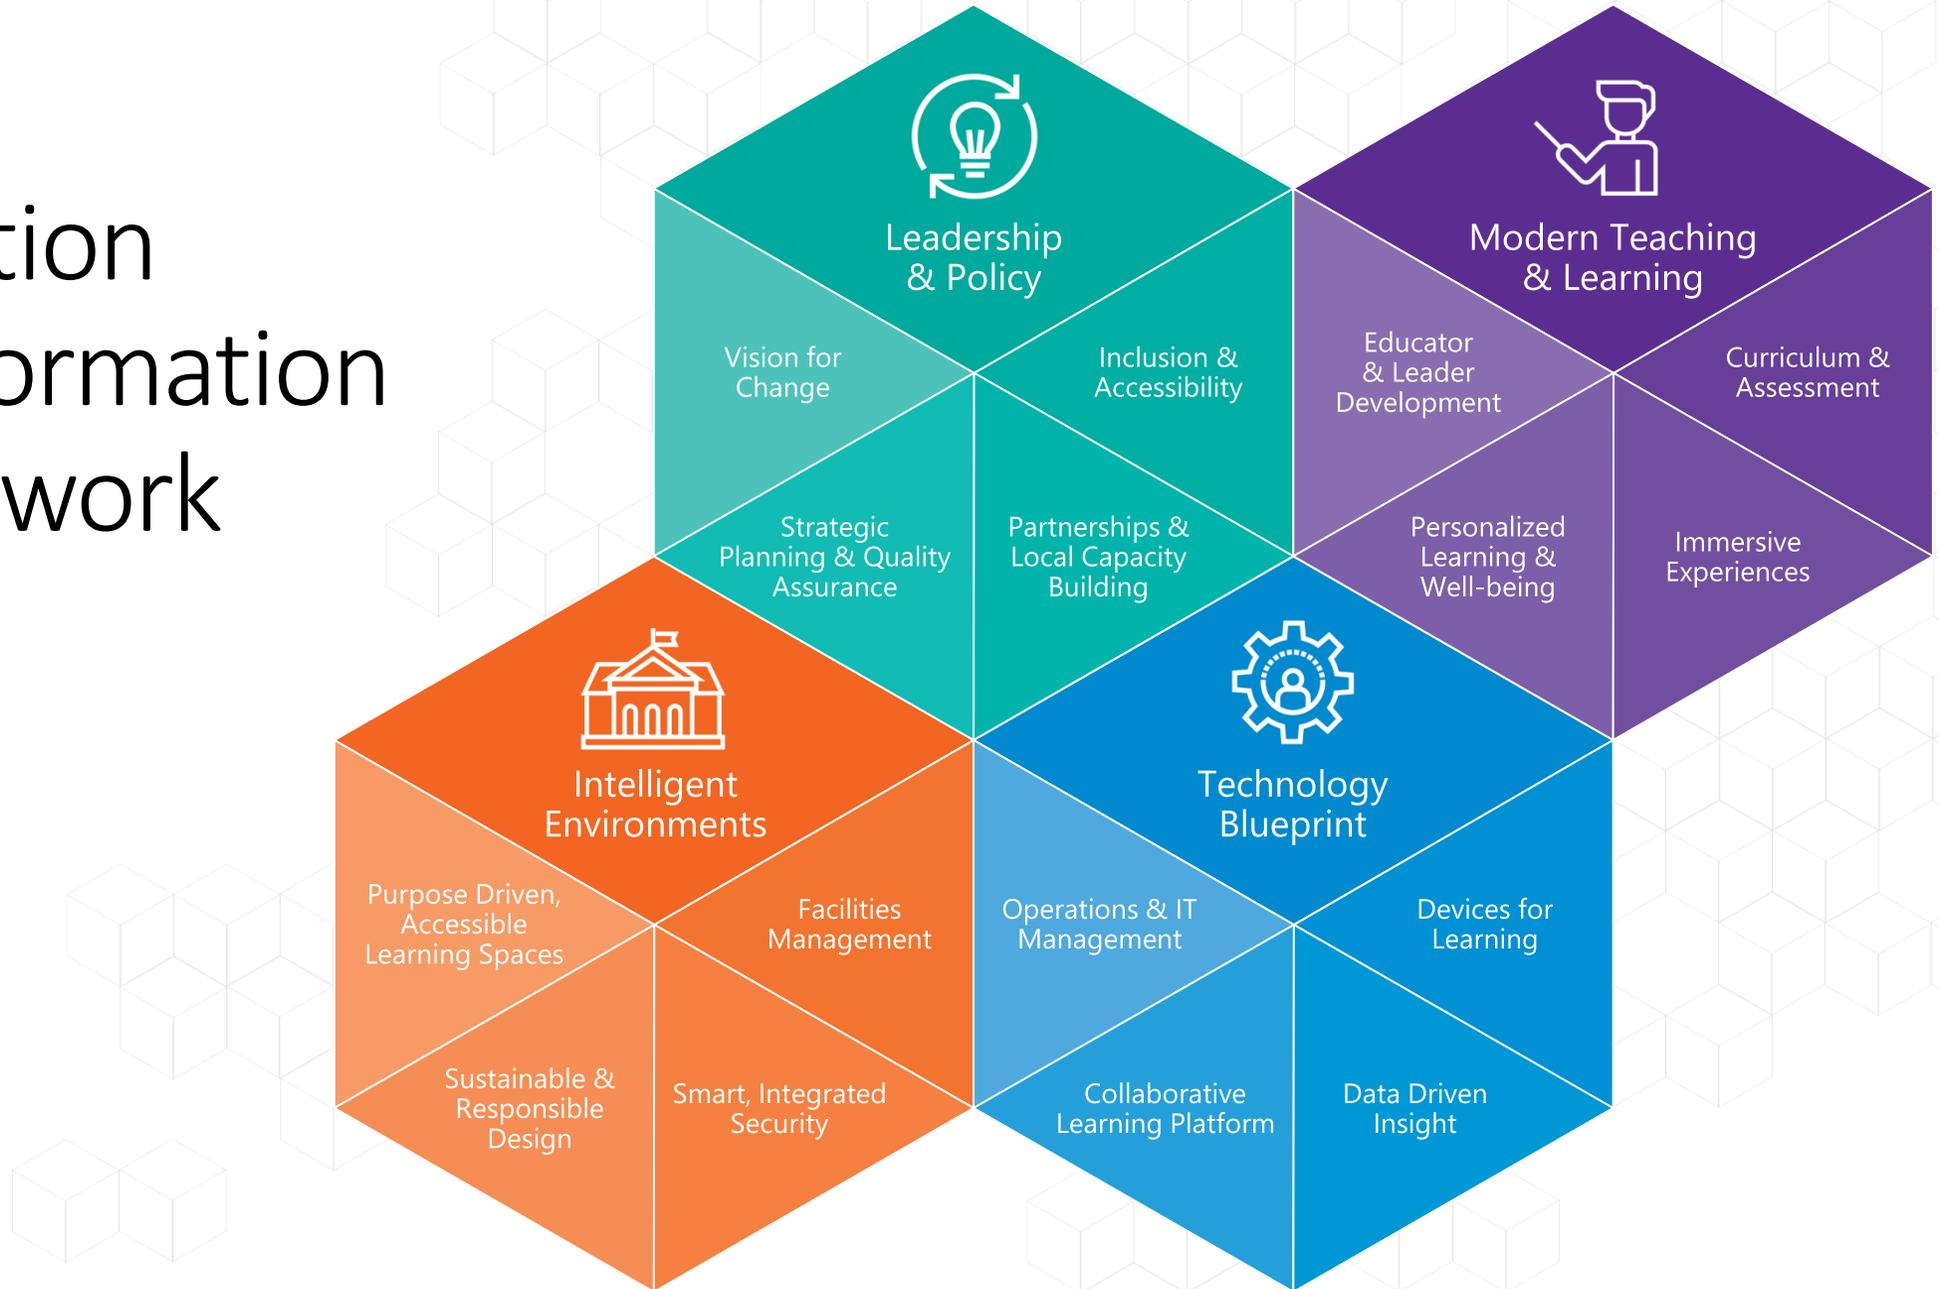 tion
ormation
work
Leadership
& Policy
Vision for
Change
Inclusion &
Accessibility
Strategic
Planning & Quality
Assurance
Partnerships &
Local Capacity
Building
Modern Teaching
& Learning
Educator
& Leader
Development
Curriculum &
Assessment
Personalized
Learning &
Well-being
Immersive
Experiences
Intelligent
Environments
Purpose Driven,
Accessible
Learning Spaces
Facilities
Management
Sustainable &
Responsible
Design
Smart, Integrated
Security
Technology
Blueprint
Operations & IT
Management
Devices for
Learning
Collaborative
Learning Platform
Data Driven
Insight